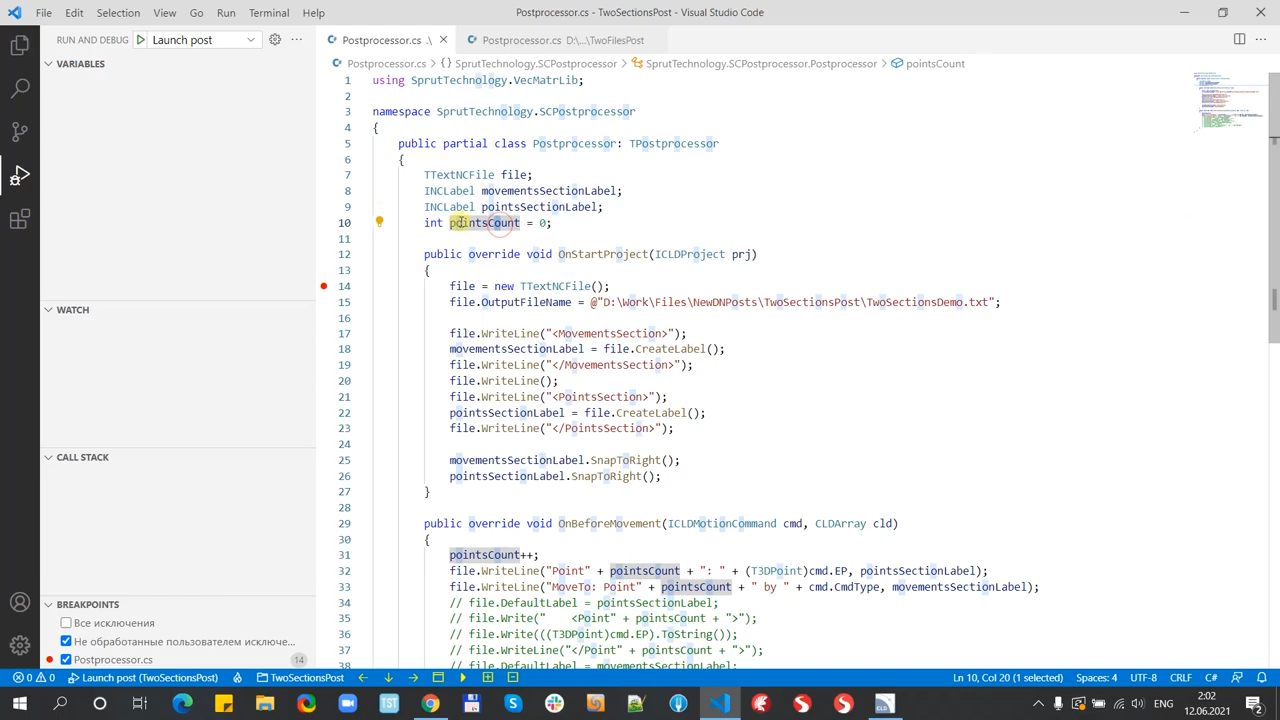 File Edit Selection View Go Run Terminal Help
Postprocessor.cs - TwoSectionsPost - Visual Studio Code
RUN AND DEBUG Launch post
Postprocessor.cs .\
Postprocessor.cs D:\...\TwoFilesPost
VARIABLES
Postprocessor.cs > {} SprutTechnology.SCPostprocessor > SprutTechnology.SCPostprocessor.Postprocessor > pointsCount
1 using SprutTechnology.VecMatrLib;
2
3 namespace SprutTechnology.SCPostprocessor
4 {
5 public partial class Postprocessor: TPostprocessor
6 {
7 TTextNCFile file;
8 INCLabel movementsSectionLabel;
9 INCLabel pointsSectionLabel;
10 int pointsCount = 0;
11
12 public override void OnStartProject(ICLDProject prj)
13 {
14 file = new TTextNCFile();
15 file.OutputFileName = @"D:\Work\Files\NewDNPosts\TwoSectionsPost\TwoSectionsDemo.txt";
16
17 file.WriteLine("<MovementsSection>");
18 movementsSectionLabel = file.CreateLabel();
19 file.WriteLine("</MovementsSection>");
20 file.WriteLine();
21 file.WriteLine("<PointsSection>");
22 pointsSectionLabel = file.CreateLabel();
23 file.WriteLine("</PointsSection>");
24
25 movementsSectionLabel.SnapToRight();
26 pointsSectionLabel.SnapToRight();
27 }
28
29 public override void OnBeforeMovement(ICLDMotionCommand cmd, CLDArray cld)
30 {
31 pointsCount++;
32 file.WriteLine("Point" + pointsCount + ": " + (T3DPoint)cmd.EP, pointsSectionLabel);
33 file.WriteLine("MoveTo: Point" + pointsCount + " by " + cmd.CmdType, movementsSectionLabel);
34 // file.DefaultLabel = pointsSectionLabel;
35 // file.Write("    <Point" + pointsCount + ">");
36 // file.Write(((T3DPoint)cmd.EP).ToString());
37 // file.WriteLine("</Point" + pointsCount + ">");
38 // file.DefaultLabel = movementsSectionLabel;
WATCH
CALL STACK
BREAKPOINTS
Все исключения
Не обработанные пользователем исключе...
Postprocessor.cs 14
0 0 Launch post (TwoSectionsPost) TwoSectionsPost Ln 10, Col 20 (1 selected) Spaces: 4 UTF-8 CRLF C#
TST CLD ENG 2:02
12.06.2021 2